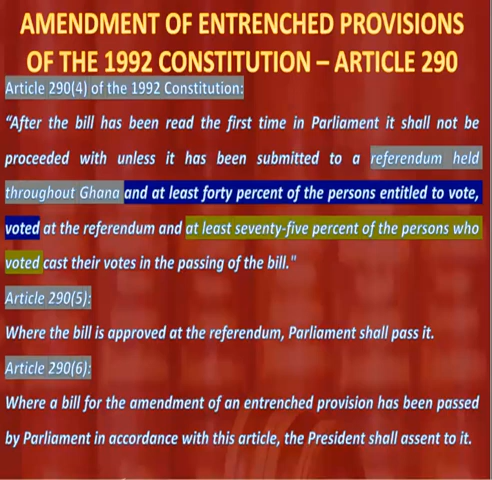 AMENDMENT OF ENTRENCHED PROVISIONS
OF THE 1992 CONSTITUTION – ARTICLE 290
Article 290(4) of the 1992 Constitution:
“After the bill has been read the first time in Parliament it shall not be
proceeded with unless it has been submitted to a referendum held
throughout Ghana and at least forty percent of the persons entitled to vote,
voted at the referendum and at least seventy-five percent of the persons who
voted cast their votes in the passing of the bill."
Article 290(5):
Where the bill is approved at the referendum, Parliament shall pass it.
Article 290(6):
Where a bill for the amendment of an entrenched provision has been passed
by Parliament in accordance with this article, the President shall assent to it.